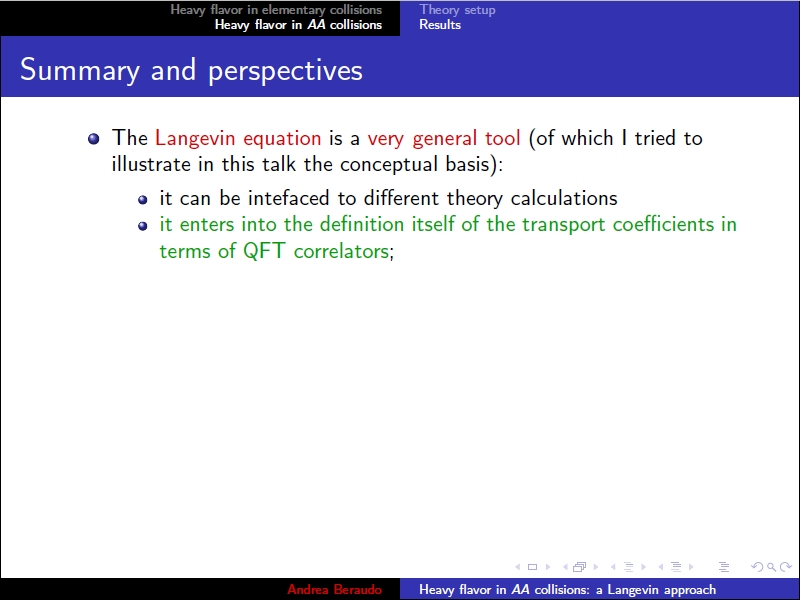 Heavy flavor in elementary collisions
Heavy flavor in AA collisions
Theory setup
Results
Summary and perspectives
The Langevin equation is a very general tool (of which I tried to
illustrate in this talk the conceptual basis):
it can be intefaced to different theory calculations
it enters into the definition itself of the transport coefficients in
terms of QFT correlators;
Andrea Beraudo
Heavy flavor in AA collisions: a Langevin approach